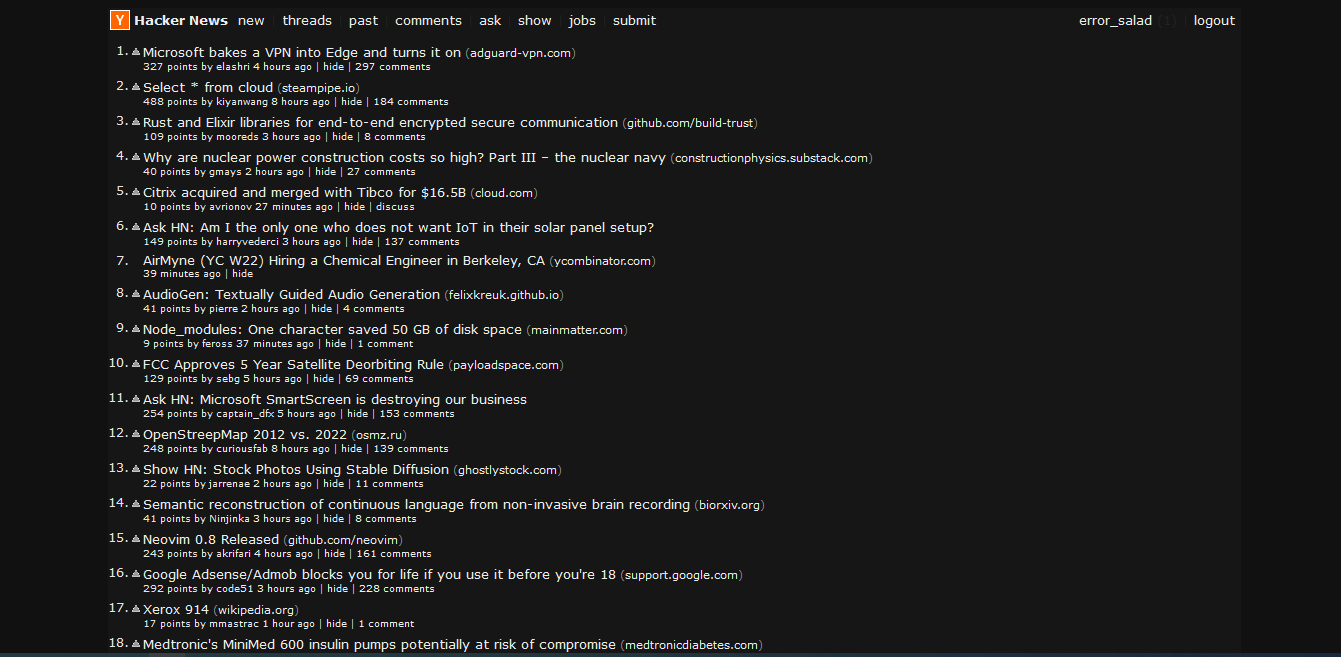 Y Hacker News new | threads | past | comments | ask | show | jobs | submit error_salad (1) | logout
1. Microsoft bakes a VPN into Edge and turns it on (adguard-vpn.com)
327 points by elashri 4 hours ago | hide | 297 comments
2. Select * from cloud (steampipe.io)
488 points by kiyanwang 8 hours ago | hide | 184 comments
3. Rust and Elixir libraries for end-to-end encrypted secure communication (github.com/build-trust)
109 points by mooreds 3 hours ago | hide | 8 comments
4. Why are nuclear power construction costs so high? Part III – the nuclear navy (constructionphysics.substack.com)
40 points by gmays 2 hours ago | hide | 27 comments
5. Citrix acquired and merged with Tibco for $16.5B (cloud.com)
10 points by avrionov 27 minutes ago | hide | discuss
6. Ask HN: Am I the only one who does not want IoT in their solar panel setup?
149 points by harryvederci 3 hours ago | hide | 137 comments
7. AirMyne (YC W22) Hiring a Chemical Engineer in Berkeley, CA (ycombinator.com)
39 minutes ago | hide
8. AudioGen: Textually Guided Audio Generation (felixkreuk.github.io)
41 points by pierre 2 hours ago | hide | 4 comments
9. Node_modules: One character saved 50 GB of disk space (mainmatter.com)
9 points by feross 37 minutes ago | hide | 1 comment
10. FCC Approves 5 Year Satellite Deorbiting Rule (payloadspace.com)
129 points by sebg 5 hours ago | hide | 69 comments
11. Ask HN: Microsoft SmartScreen is destroying our business
254 points by captain_dfx 5 hours ago | hide | 153 comments
12. OpenStreepMap 2012 vs. 2022 (osmz.ru)
248 points by curiousfab 8 hours ago | hide | 139 comments
13. Show HN: Stock Photos Using Stable Diffusion (ghostlystock.com)
22 points by jarrenae 2 hours ago | hide | 11 comments
14. Semantic reconstruction of continuous language from non-invasive brain recording (biorxiv.org)
41 points by Ninjinka 3 hours ago | hide | 8 comments
15. Neovim 0.8 Released (github.com/neovim)
243 points by akrifari 4 hours ago | hide | 161 comments
16. Google Adsense/Admob blocks you for life if you use it before you're 18 (support.google.com)
292 points by code51 3 hours ago | hide | 228 comments
17. Xerox 914 (wikipedia.org)
17 points by mmastrac 1 hour ago | hide | 1 comment
18. Medtronic's MiniMed 600 insulin pumps potentially at risk of compromise (medtronicdiabetes.com)